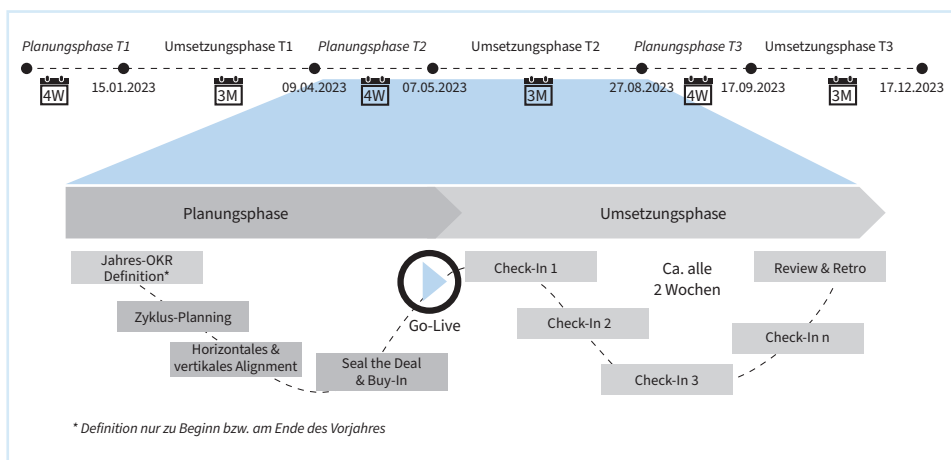 Planungsphase T1 Umsetzungsphase T1 Planungsphase T2 Umsetzungsphase T2 Planungsphase T3 Umsetzungsphase T3
4W 15.01.2023 3M 09.04.2023 4W 07.05.2023 3M 27.08.2023 4W 17.09.2023 3M 17.12.2023
Planungsphase Umsetzungsphase
Jahres-OKR
Definition*
Zyklus-Planning
Horizontales &
vertikales Alignment
Seal the Deal
& Buy-In
Go-Live
Check-In 1
Check-In 2
Check-In 3
Ca. alle
2 Wochen
Check-In n
Review & Retro
* Definition nur zu Beginn bzw. am Ende des Vorjahres